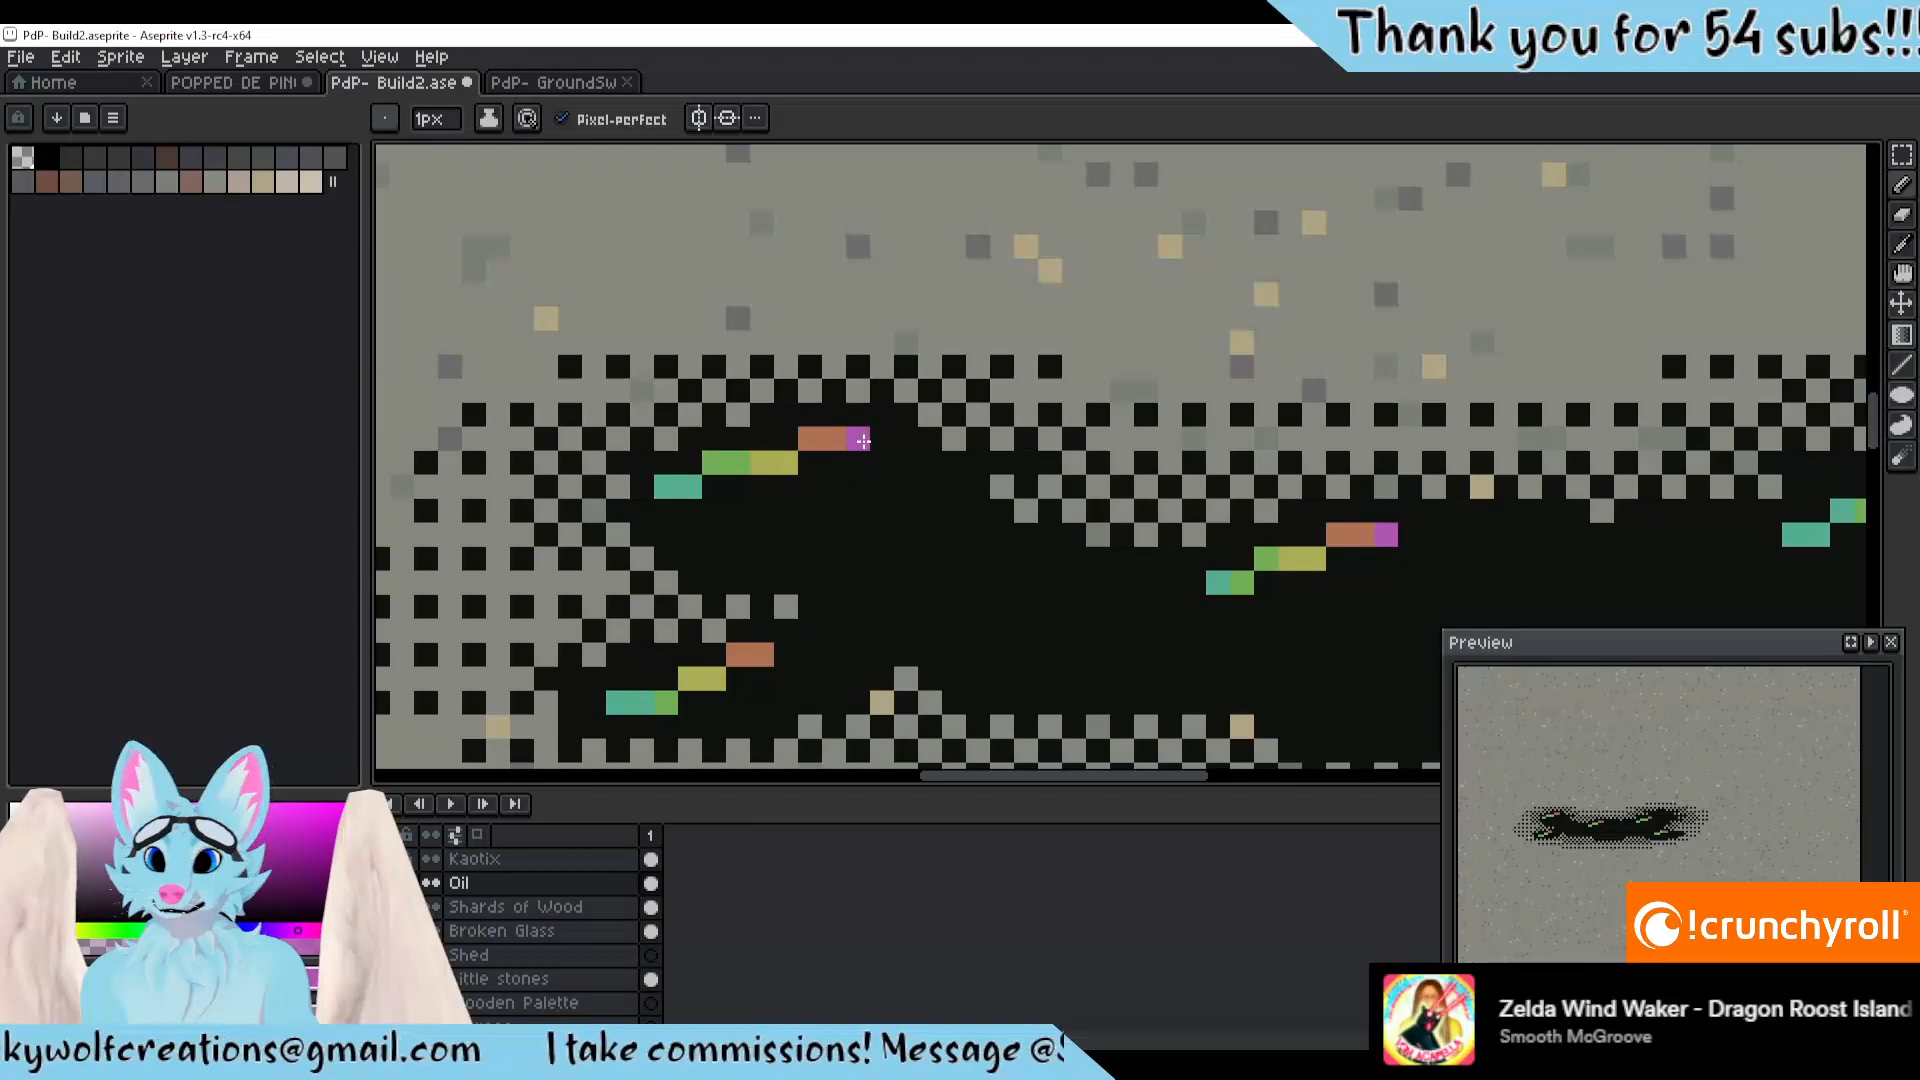 Thank you for 54 subs!!!
PdP- Build2.aseprite - Aseprite v1.3-rc4-x64
File Edit Sprite Layer Frame Select View Help
Home
POPPED DE PIN
PdP- Build2.ase
PdP- GroundSw
1px
Pixel-perfect
Preview
1
Kaotix
Oil
Shards of Wood
Broken Glass
Shed
ittle stones
ooden Palette
!crunchyroll
Zelda Wind Waker - Dragon Roost Island
Smooth McGroove
kywolfcreations@gmail.com
I take commissions! Message @